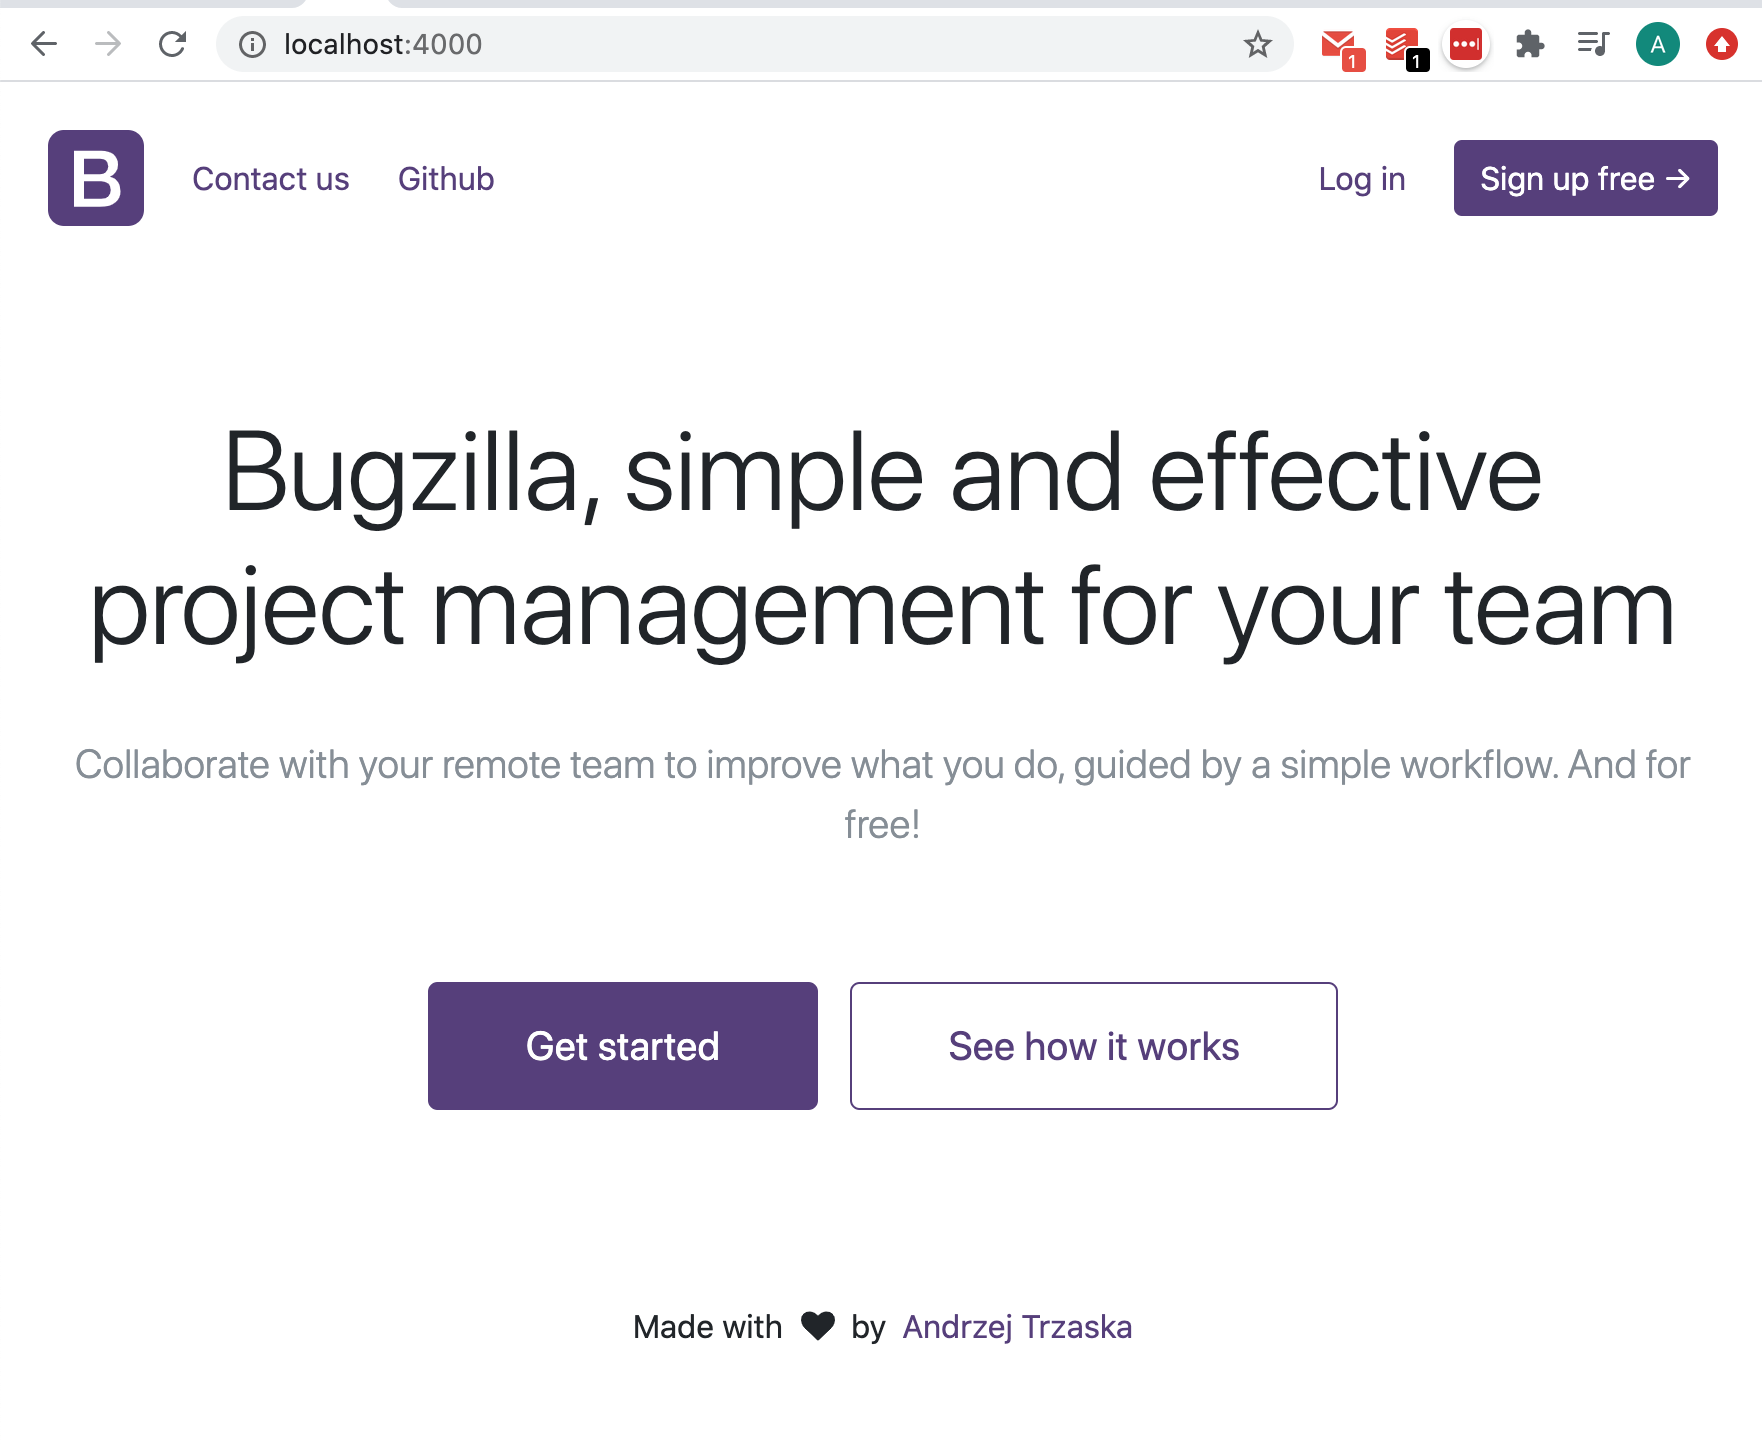 localhost:4000
1
1
A
B
Contact us
Github
Log in
Sign up free →
Bugzilla, simple and effective
project management for your team
Collaborate with your remote team to improve what you do, guided by a simple workflow. And for
free!
Get started
See how it works
Made with ♥ by Andrzej Trzaska